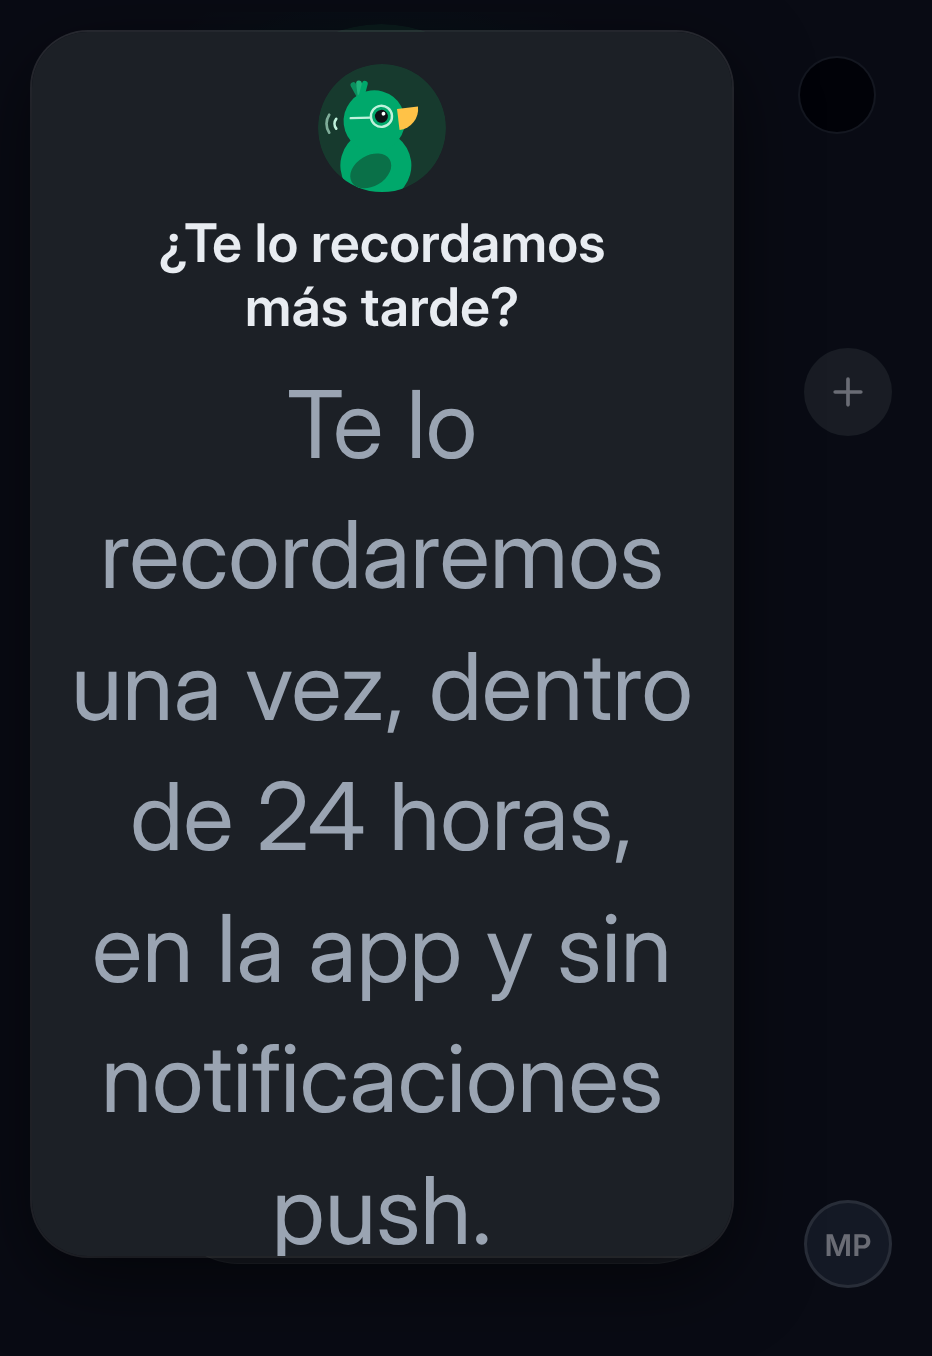 ¿Te lo recordamos
más tarde?
Te lo
recordaremos
una vez, dentro
de 24 horas,
en la app y sin
notificaciones
push.
MP